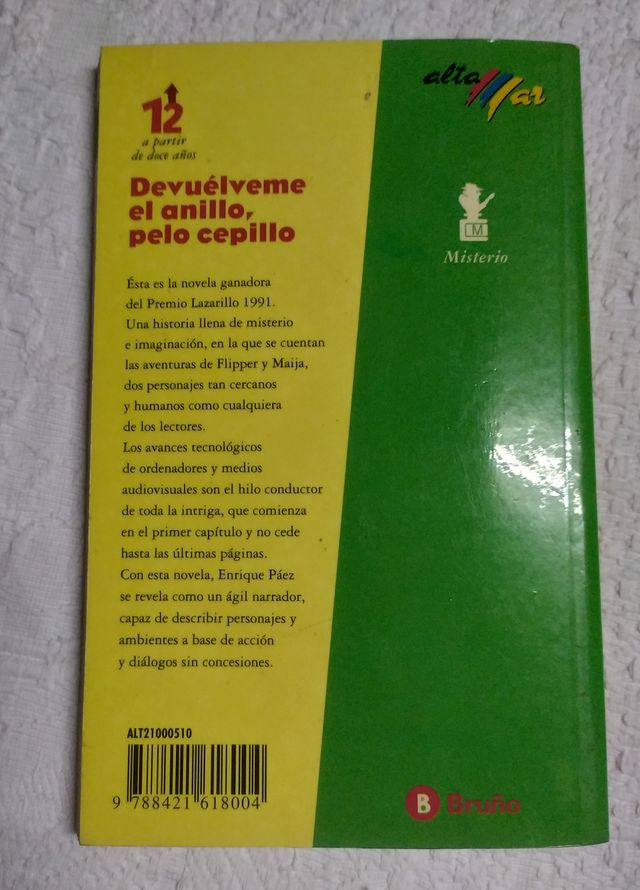 alta
Mar
12
a partir
de doce años
Devuélveme
el anillo,
pelo cepillo
M
Misterio
Ésta es la novela ganadora
del Premio Lazarillo 1991.
Una historia llena de misterio
e imaginación, en la que se cuentan
las aventuras de Flipper y Maija,
dos personajes tan cercanos
y humanos como cualquiera
de los lectores.
Los avances tecnológicos
de ordenadores y medios
audiovisuales son el hilo conductor
de toda la intriga, que comienza
en el primer capítulo y no cede
hasta las últimas páginas.
Con esta novela, Enrique Páez
se revela como un ágil narrador,
capaz de describir personajes y
ambientes a base de acción
y diálogos sin concesiones.
ALT21000510
9 788421 618004
B Bruño